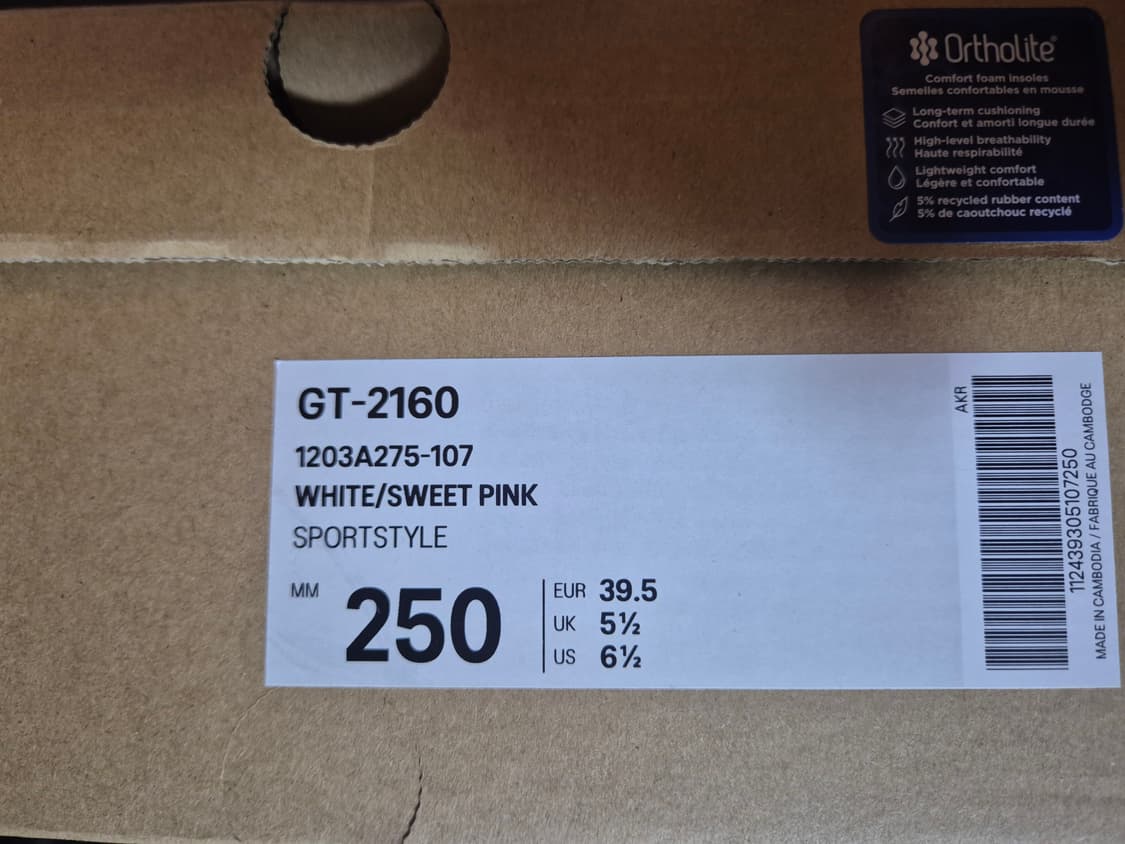 Ortholite®
Comfort foam insoles
Semelles confortables en mousse
Long-term cushioning
Confort et amorti longue durée
High-level breathability
Haute respirabilité
Lightweight comfort
Légère et confortable
5% recycled rubber content
5% de caoutchouc recyclé
GT-2160
1203A275-107
WHITE/SWEET PINK
SPORTSTYLE
MM 250
EUR 39.5
UK 5½
US 6½
AKR
11243930510​7250
MADE IN CAMBODIA / FABRIQUE AU CAMBODGE